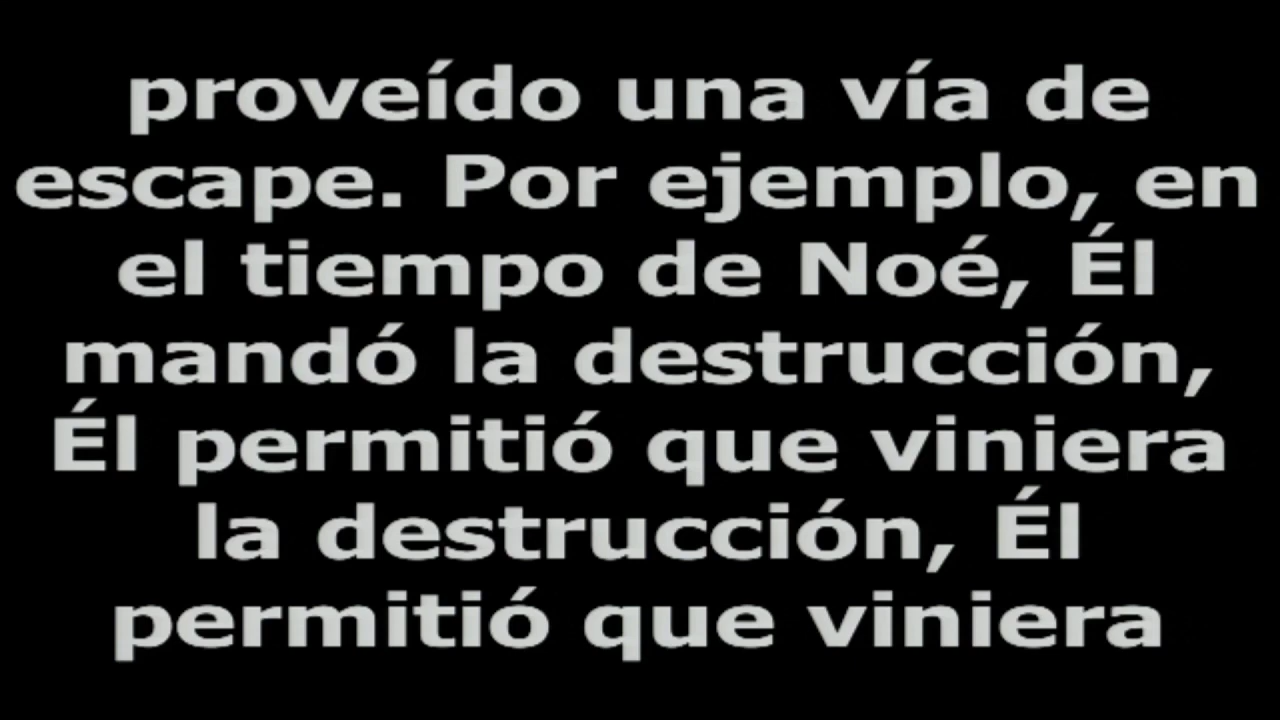 proveído una vía de
escape. Por ejemplo, en
el tiempo de Noé, Él
mandó la destrucción,
Él permitió que viniera
la destrucción, Él
permitió que viniera